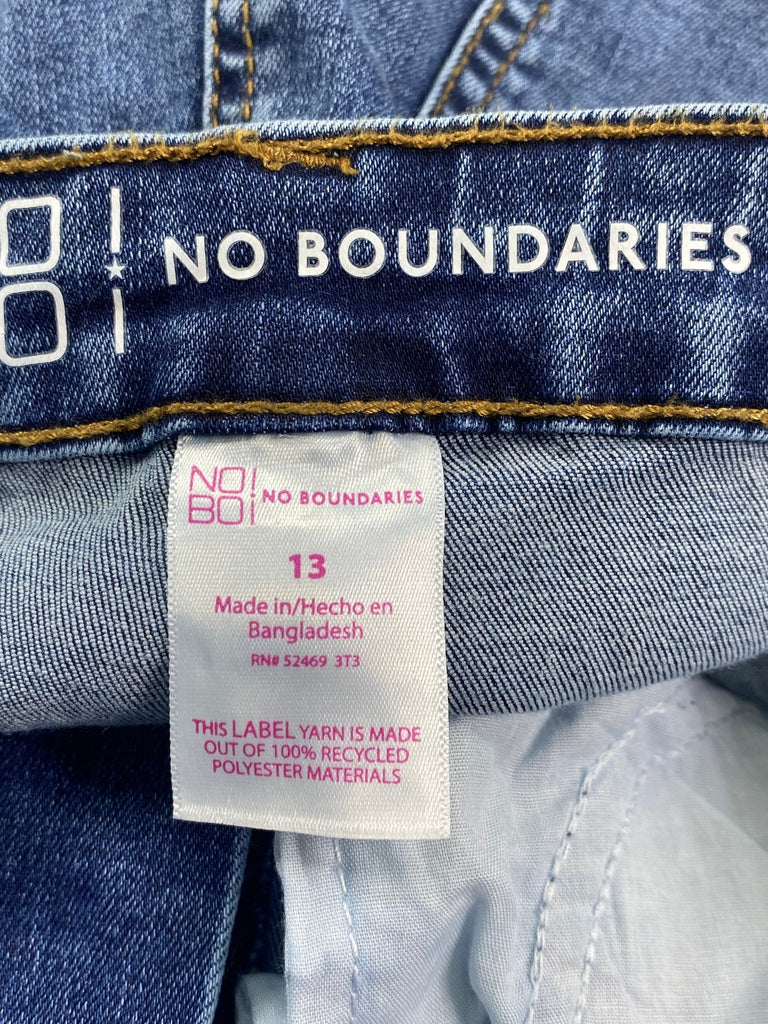 NO BOUNDARIES
NO!
BOi
NO BOUNDARIES
13
Made in/Hecho en
Bangladesh
RN# 52469 3T3
THIS LABEL YARN IS MADE
OUT OF 100% RECYCLED
POLYESTER MATERIALS